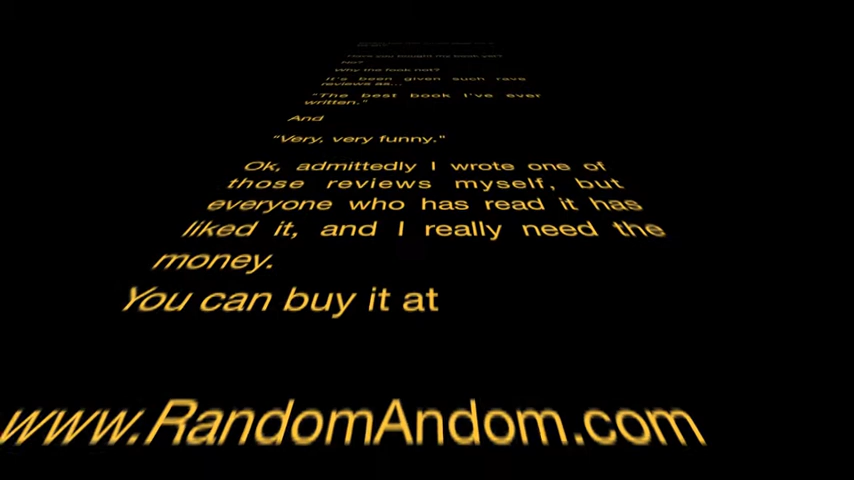 Have you bought my book yet?
No?
Why the fook not?
It's been given such rave
reviews as...
"The best book I've ever
written."
And
"Very, very funny."
Ok, admittedly I wrote one of
those reviews myself, but
everyone who has read it has
liked it, and I really need the
money.
You can buy it at
www.RandomAndom.com